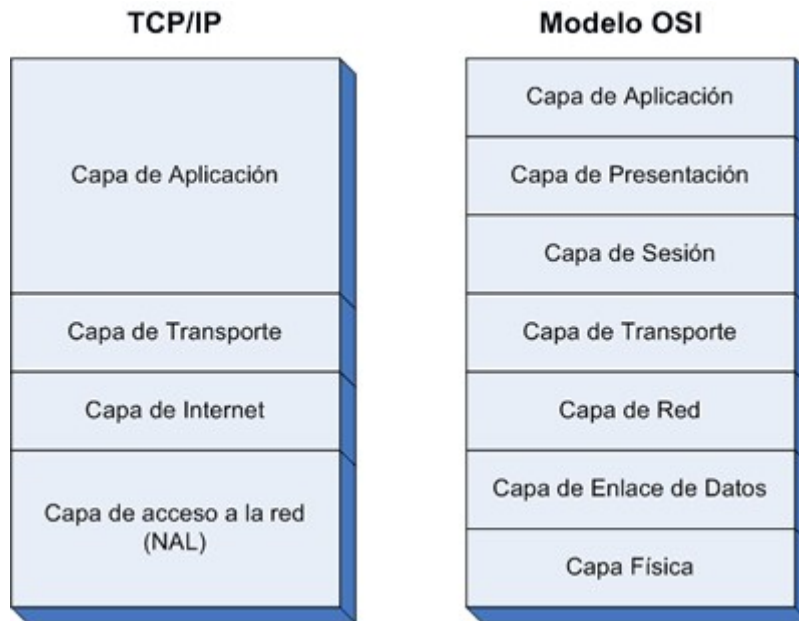 TCP/IP
Capa de Aplicación
Capa de Transporte
Capa de Internet
Capa de acceso a la red
(NAL)
Modelo OSI
Capa de Aplicación
Capa de Presentación
Capa de Sesión
Capa de Transporte
Capa de Red
Capa de Enlace de Datos
Capa Física